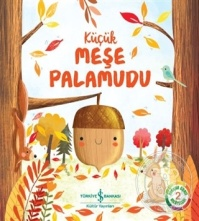 Küçük
MEŞE
PALAMUDU
TÜRKİYE İŞ BANKASI
Kültür Yayınları